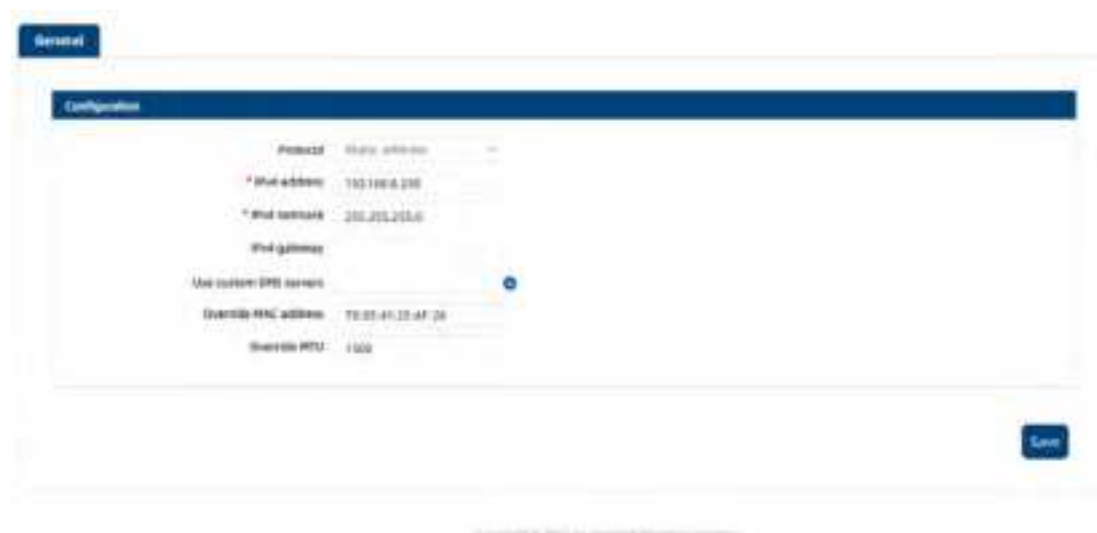 General
Configuration
Protocol Static address
* IPv4 address
* IPv4 netmask 255.255.255.0
IPv4 gateway
Use custom DNS servers
Override MAC address
Override MTU 1500
Save